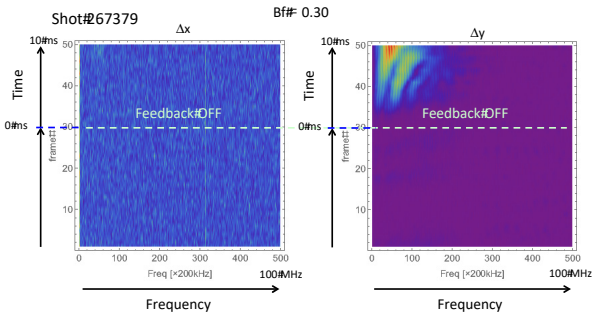 Shot#267379
Bf#= 0.30
Δx
Δy
10#ms
10#ms
50
50
40
40
Time
Time
Feedback#OFF
Feedback#OFF
0#ms
0#ms
30
30
frame#
frame#
20
20
10
10
0 100 200 300 400 500
0 100 200 300 400 500
Freq [×200kHz]
100#MHz
Freq [×200kHz]
100#MHz
Frequency
Frequency